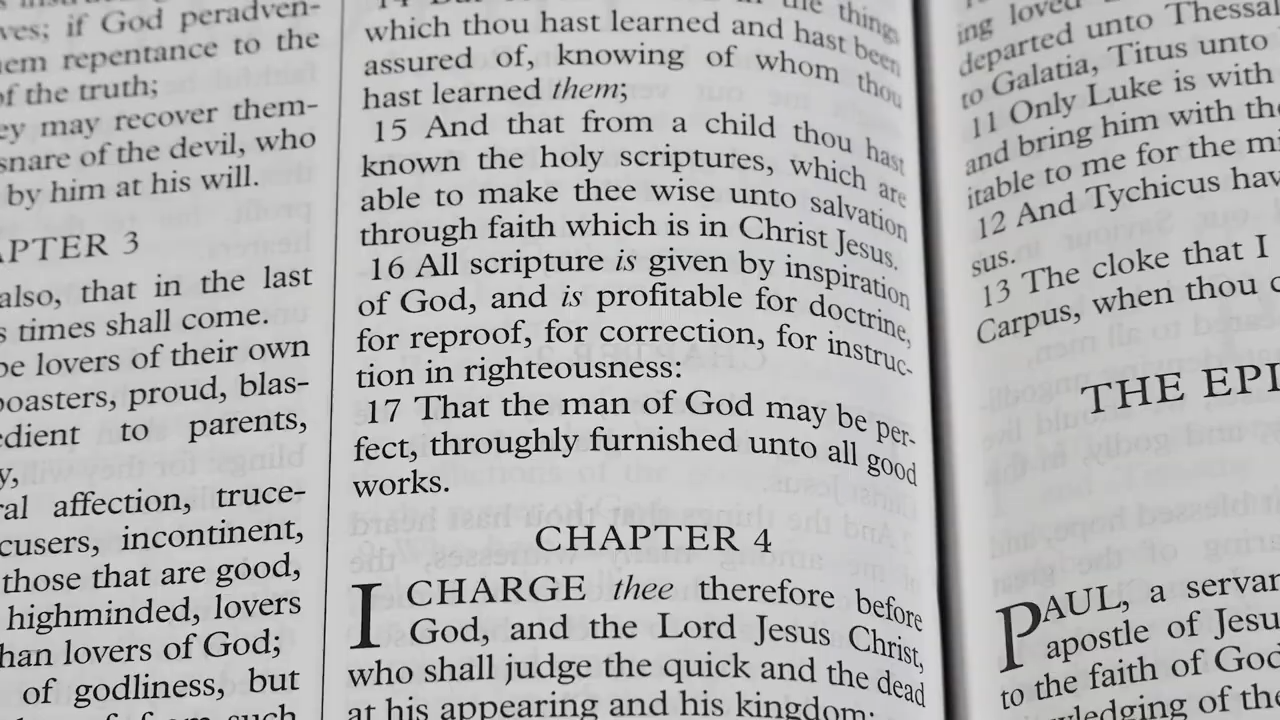 ves; if God peradven-
em repentance to the
of the truth;
ey may recover them-
snare of the devil, who
by him at his will.
APTER 3
also, that in the last
s times shall come.
be lovers of their own
boasters, proud, blas-
edient to parents,
y,
ral affection, truce-
cusers, incontinent,
those that are good,
highminded, lovers
han lovers of God;
of godliness, but
such
the things
which thou hast learned and hast been
assured of, knowing of whom thou
hast learned them;
15 And that from a child thou hast
known the holy scriptures, which are
able to make thee wise unto salvation
through faith which is in Christ Jesus.
16 All scripture is given by inspiration
of God, and is profitable for doctrine,
for reproof, for correction, for instruc-
tion in righteousness:
17 That the man of God may be per-
fect, throughly furnished unto all good
works.
CHAPTER 4
I CHARGE thee therefore before
God, and the Lord Jesus Christ,
who shall judge the quick and the dead
at his appearing and his kingdom;
ing loved
departed unto Thessal
to Galatia, Titus unto
11 Only Luke is with
and bring him with the
itable to me for the mi
12 And Tychicus hav
sus.
13 The cloke that I
Carpus, when thou c
THE EPI
PAUL, a servan
apostle of Jesu
to the faith of God
wledging of the